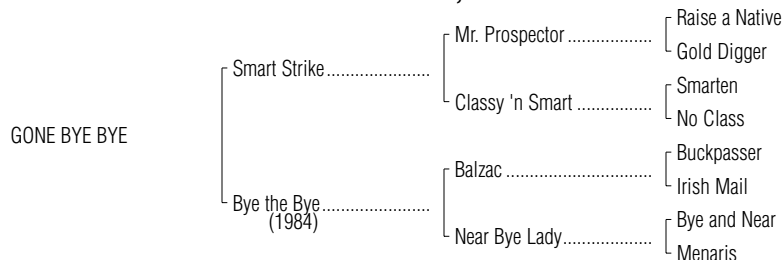 Raise a Native
Mr. Prospector ....................
Gold Digger
Smart Strike......................
Smarten
Classy 'n Smart ..................
No Class
GONE BYE BYE
Buckpasser
Balzac ..............................
Irish Mail
Bye the Bye.......................
(1984)
Bye and Near
Near Bye Lady.....................
Menaris